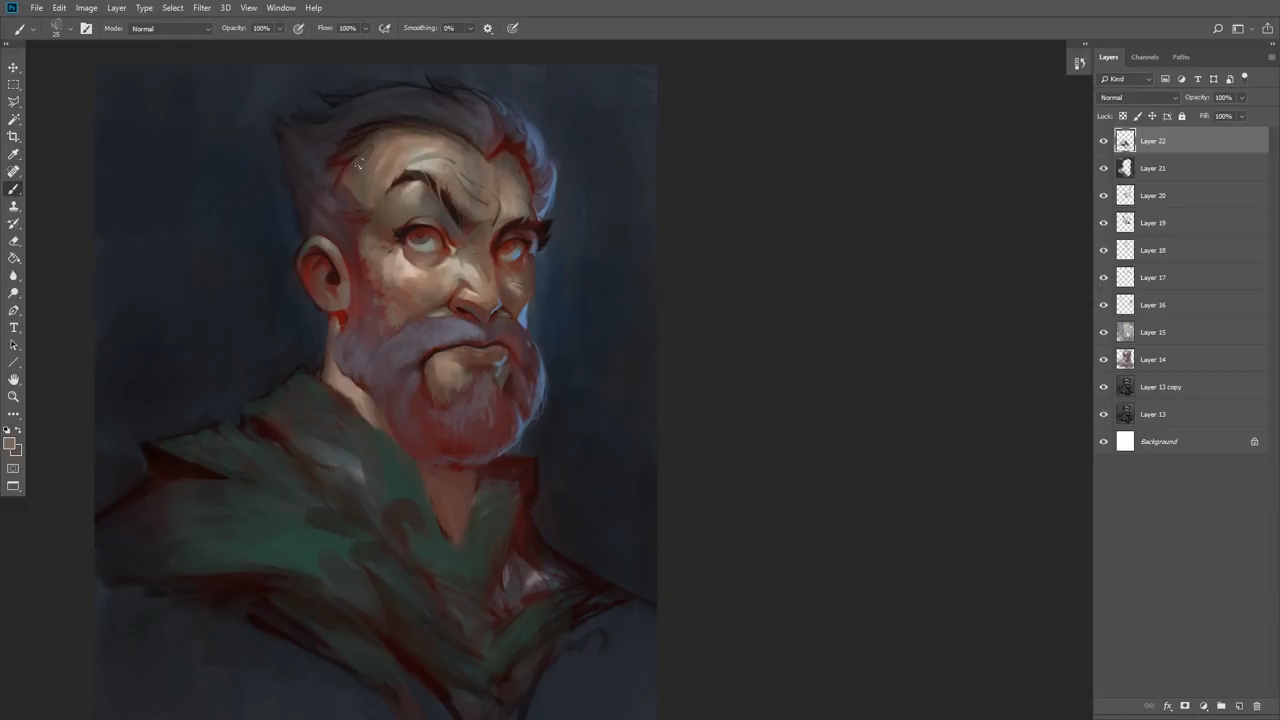 Ps File Edit Image Layer Type Select Filter 3D View Window Help
25 Mode: Normal Opacity: 100% Flow: 100% Smoothing: 0%
Layers Channels Paths
Kind
Normal Opacity: 100%
Lock: Fill: 100%
Layer 22
Layer 21
Layer 20
Layer 19
Layer 18
Layer 17
Layer 16
Layer 15
Layer 14
Layer 13 copy
Layer 13
Background